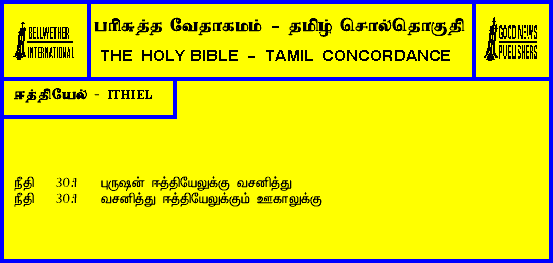 BELLWETHER
INTERNATIONAL
பரிசுத்த வேதாகமம் - தமிழ் சொல்தொகுதி
THE HOLY BIBLE - TAMIL CONCORDANCE
GOOD NEWS
PUBLISHERS
ஈத்தியேல் - ITHIEL
நீதி 30:1 புருஷன் ஈத்தியேலுக்கு வசனித்து
நீதி 30:1 வசனித்து ஈத்தியேலுக்கும் ஊகாலுக்கு